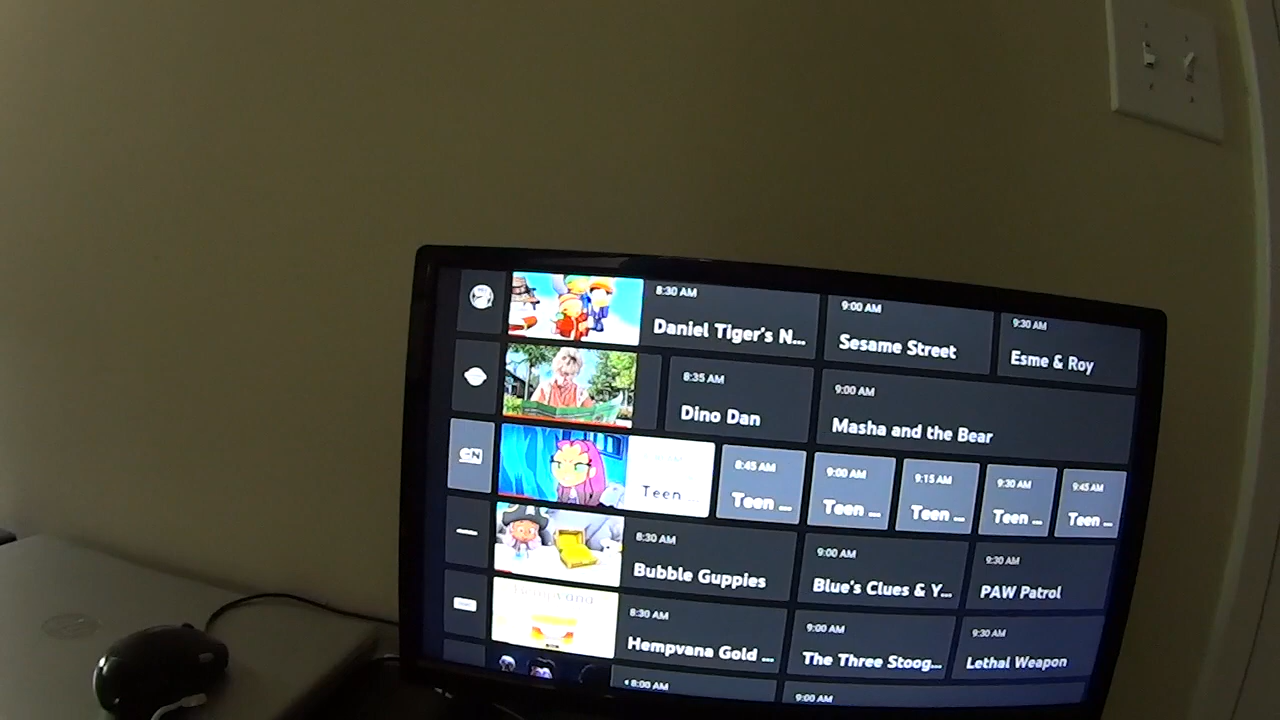 8:30 AM
Daniel Tiger's N...
9:00 AM
Sesame Street
9:30 AM
Esme & Roy
8:35 AM
Dino Dan
9:00 AM
Masha and the Bear
CN
Teen ...
8:45 AM
Teen ...
9:00 AM
Teen ...
9:15 AM
Teen ...
9:30 AM
Teen ...
9:45 AM
Teen ...
8:30 AM
Bubble Guppies
9:00 AM
Blue's Clues & Y...
9:30 AM
PAW Patrol
Hempvana
8:30 AM
Hempvana Gold ...
9:00 AM
The Three Stoog...
9:30 AM
Lethal Weapon
8:00 AM
9:00 AM